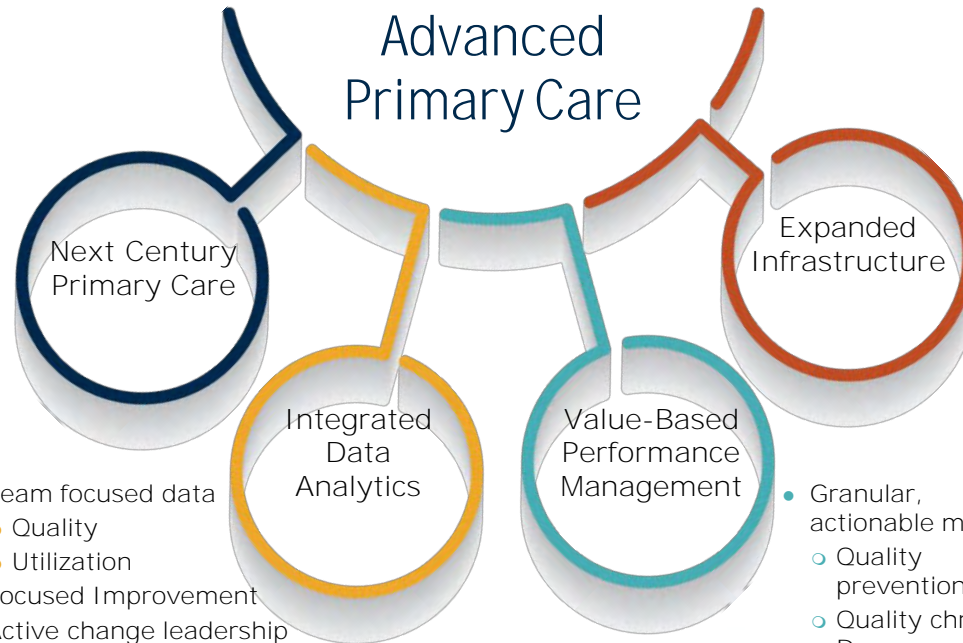 Advanced
Primary Care
Next Century
Primary Care
Expanded
Infrastructure
Integrated
Data
Analytics
Value-Based
Performance
Management
eam focused data
Quality
Utilization
ocused Improvement
ctive change leadership
Granular,
actionable m
Quality
prevention
Quality chr